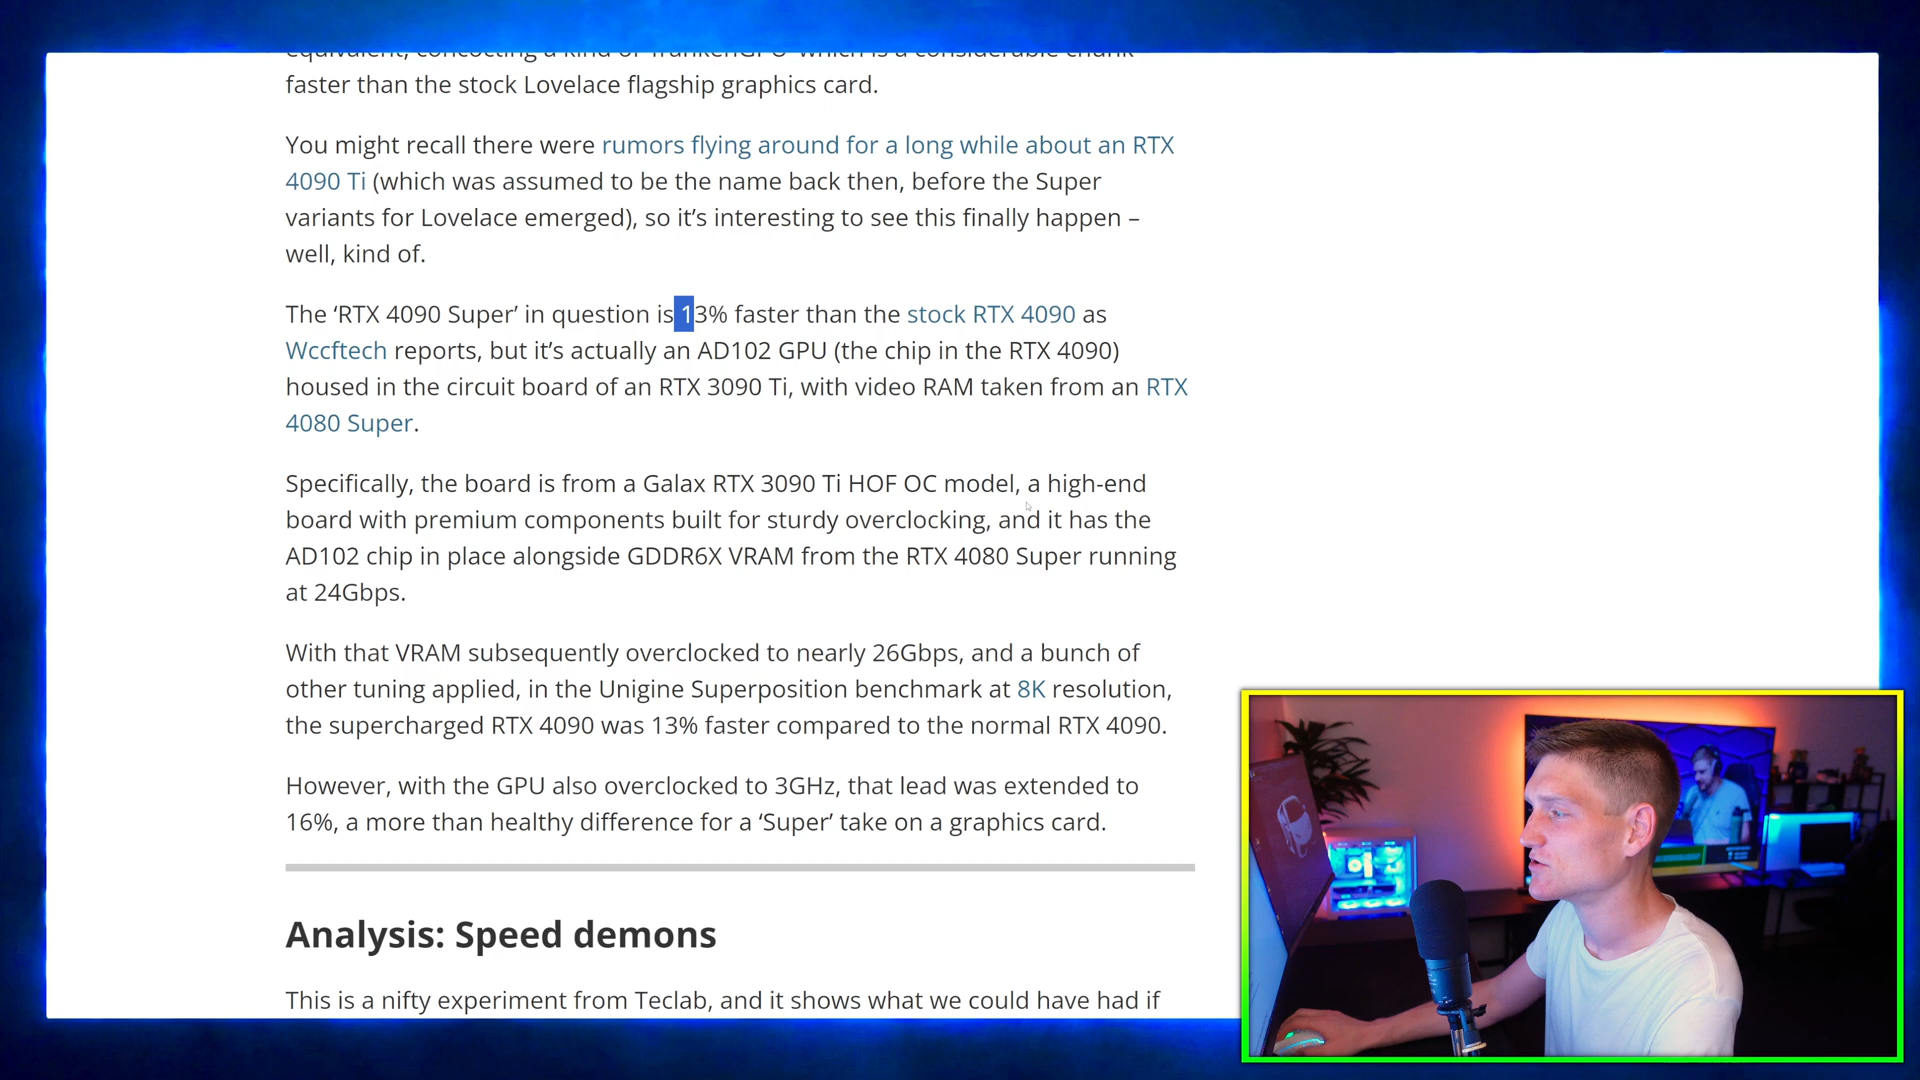 equivalent, concocting a kind of 'frankenGPU' which is a considerable chunk
faster than the stock Lovelace flagship graphics card.
You might recall there were rumors flying around for a long while about an RTX
4090 Ti (which was assumed to be the name back then, before the Super
variants for Lovelace emerged), so it’s interesting to see this finally happen –
well, kind of.
The ‘RTX 4090 Super’ in question is 13% faster than the stock RTX 4090 as
Wccftech reports, but it’s actually an AD102 GPU (the chip in the RTX 4090)
housed in the circuit board of an RTX 3090 Ti, with video RAM taken from an RTX
4080 Super.
Specifically, the board is from a Galax RTX 3090 Ti HOF OC model, a high-end
board with premium components built for sturdy overclocking, and it has the
AD102 chip in place alongside GDDR6X VRAM from the RTX 4080 Super running
at 24Gbps.
With that VRAM subsequently overclocked to nearly 26Gbps, and a bunch of
other tuning applied, in the Unigine Superposition benchmark at 8K resolution,
the supercharged RTX 4090 was 13% faster compared to the normal RTX 4090.
However, with the GPU also overclocked to 3GHz, that lead was extended to
16%, a more than healthy difference for a ‘Super’ take on a graphics card.
Analysis: Speed demons
This is a nifty experiment from Teclab, and it shows what we could have had if